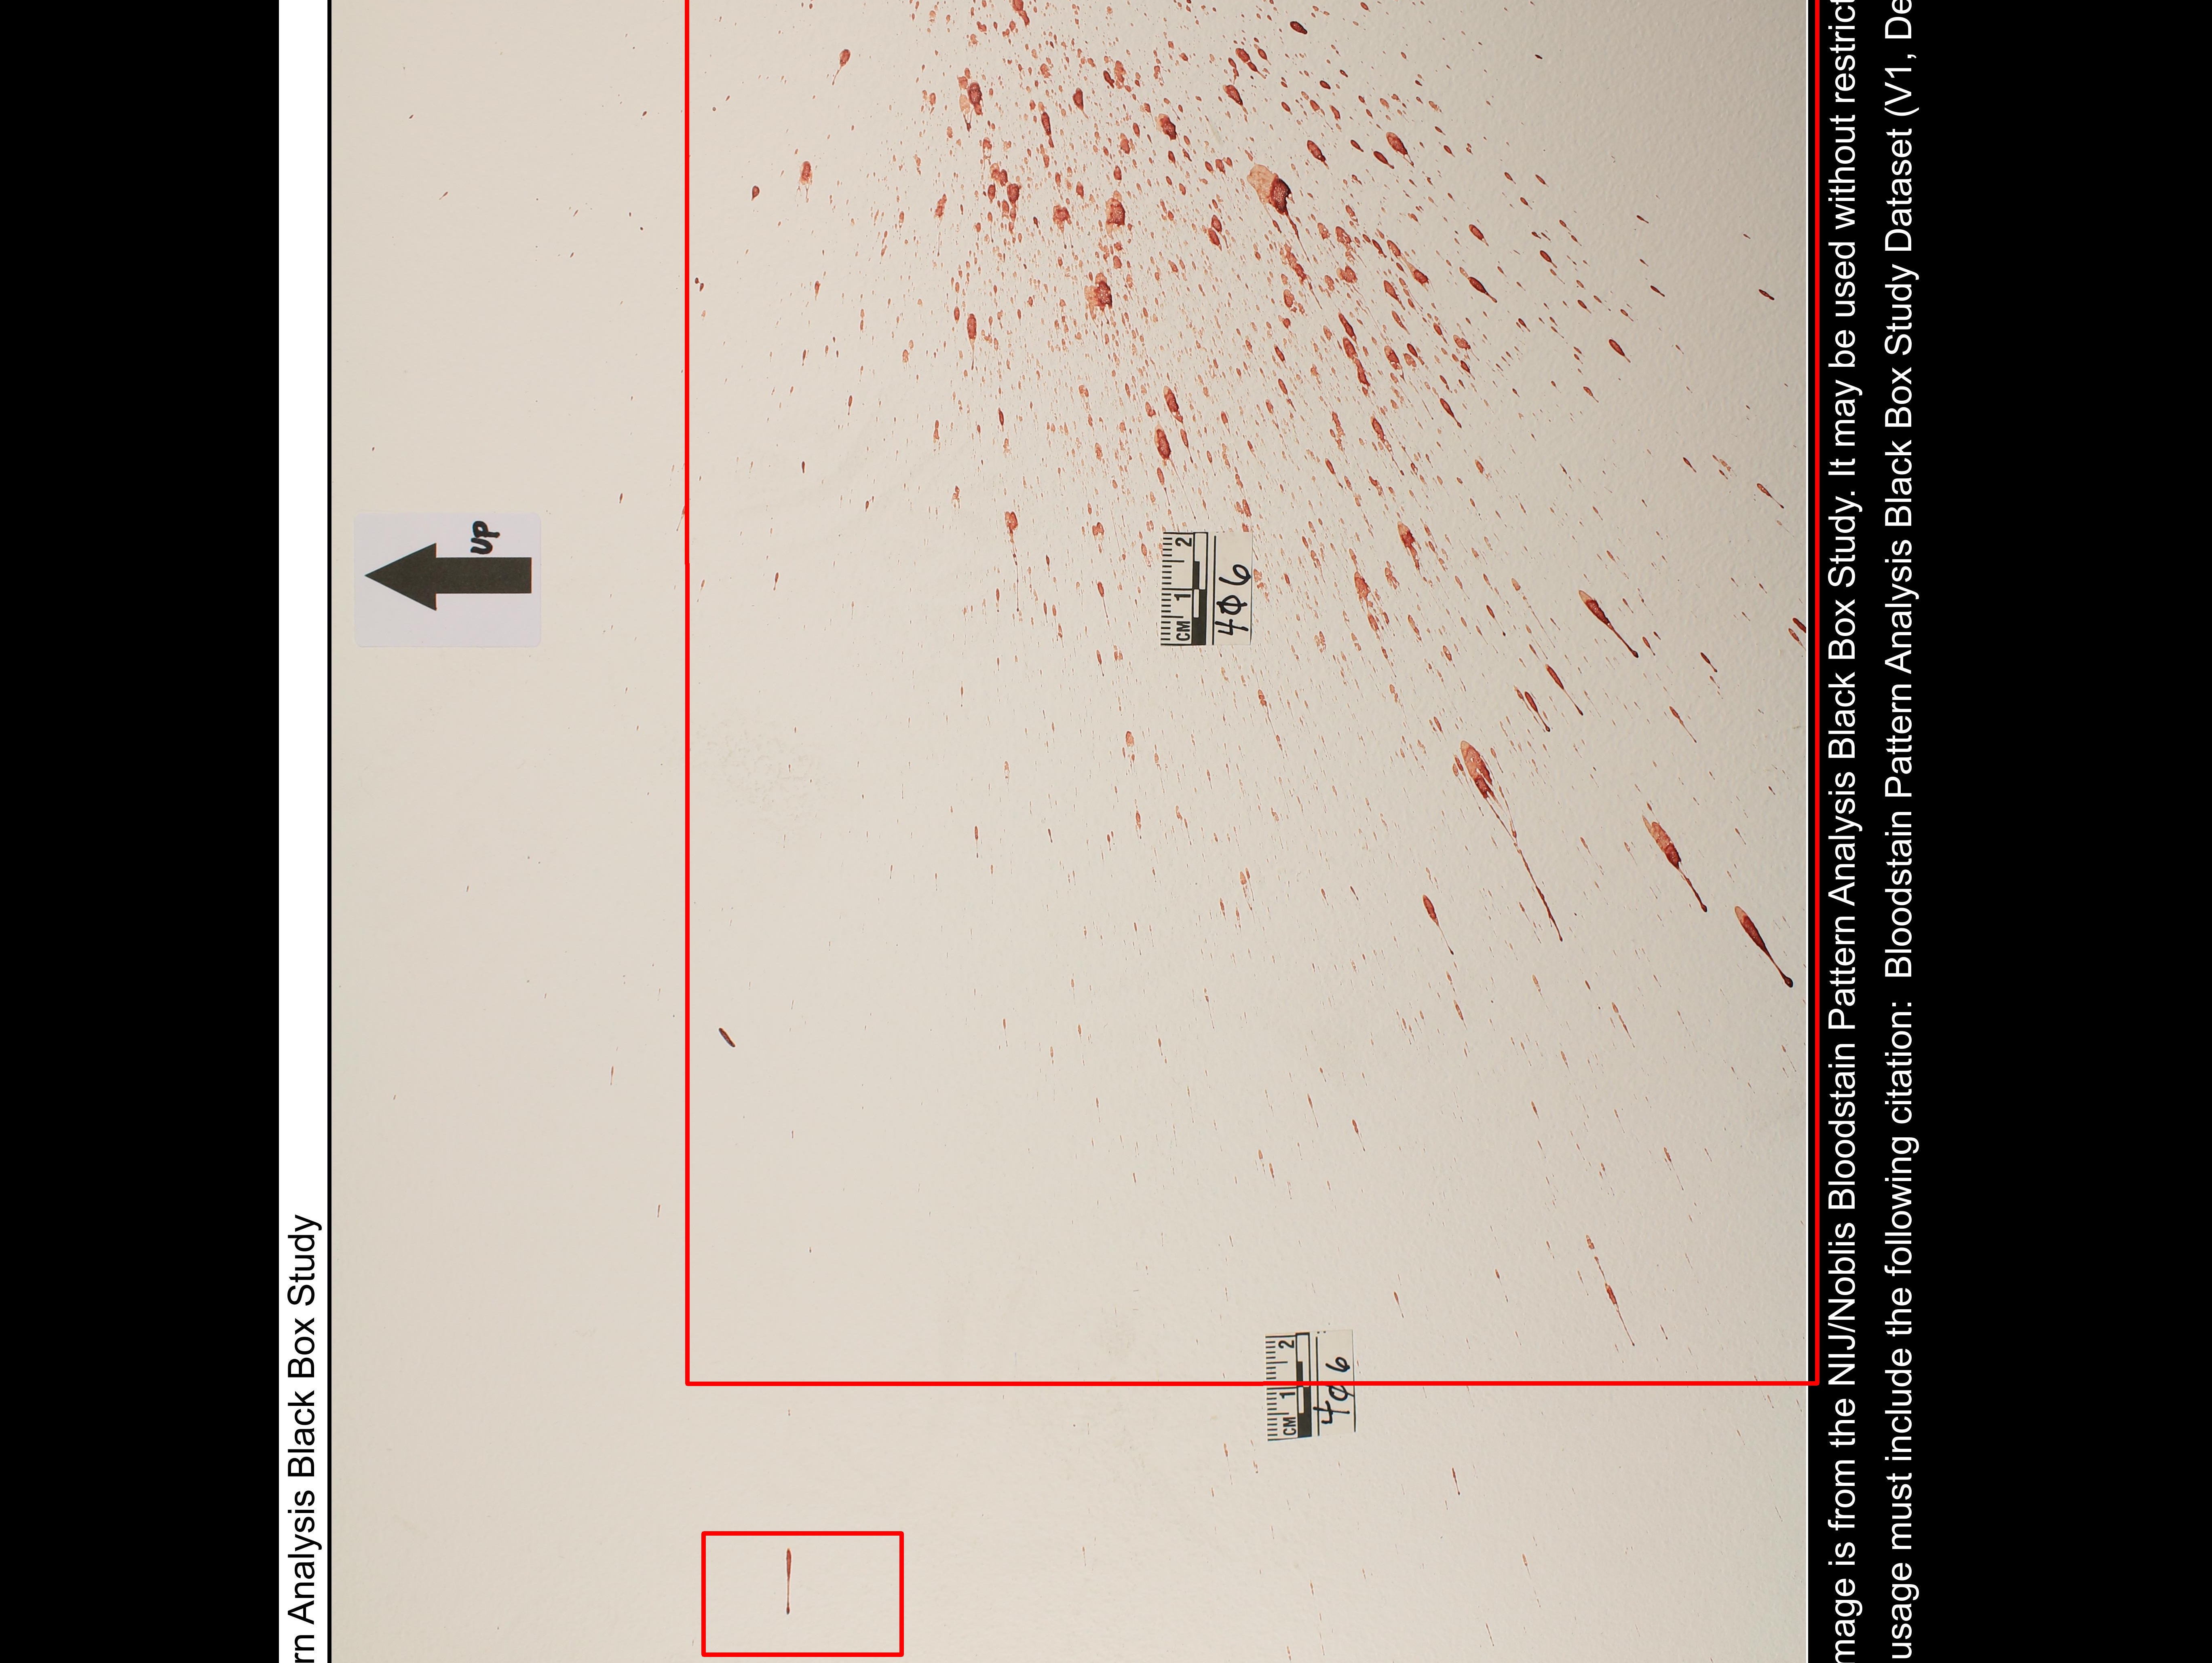 rn Analysis Black Box Study
UP
CM 1 2
4φ6
CM 1 2
4φ6
mage is from the NIJ/Noblis Bloodstain Pattern Analysis Black Box Study. It may be used without restrict
usage must include the following citation: Bloodstain Pattern Analysis Black Box Study Dataset (V1, De